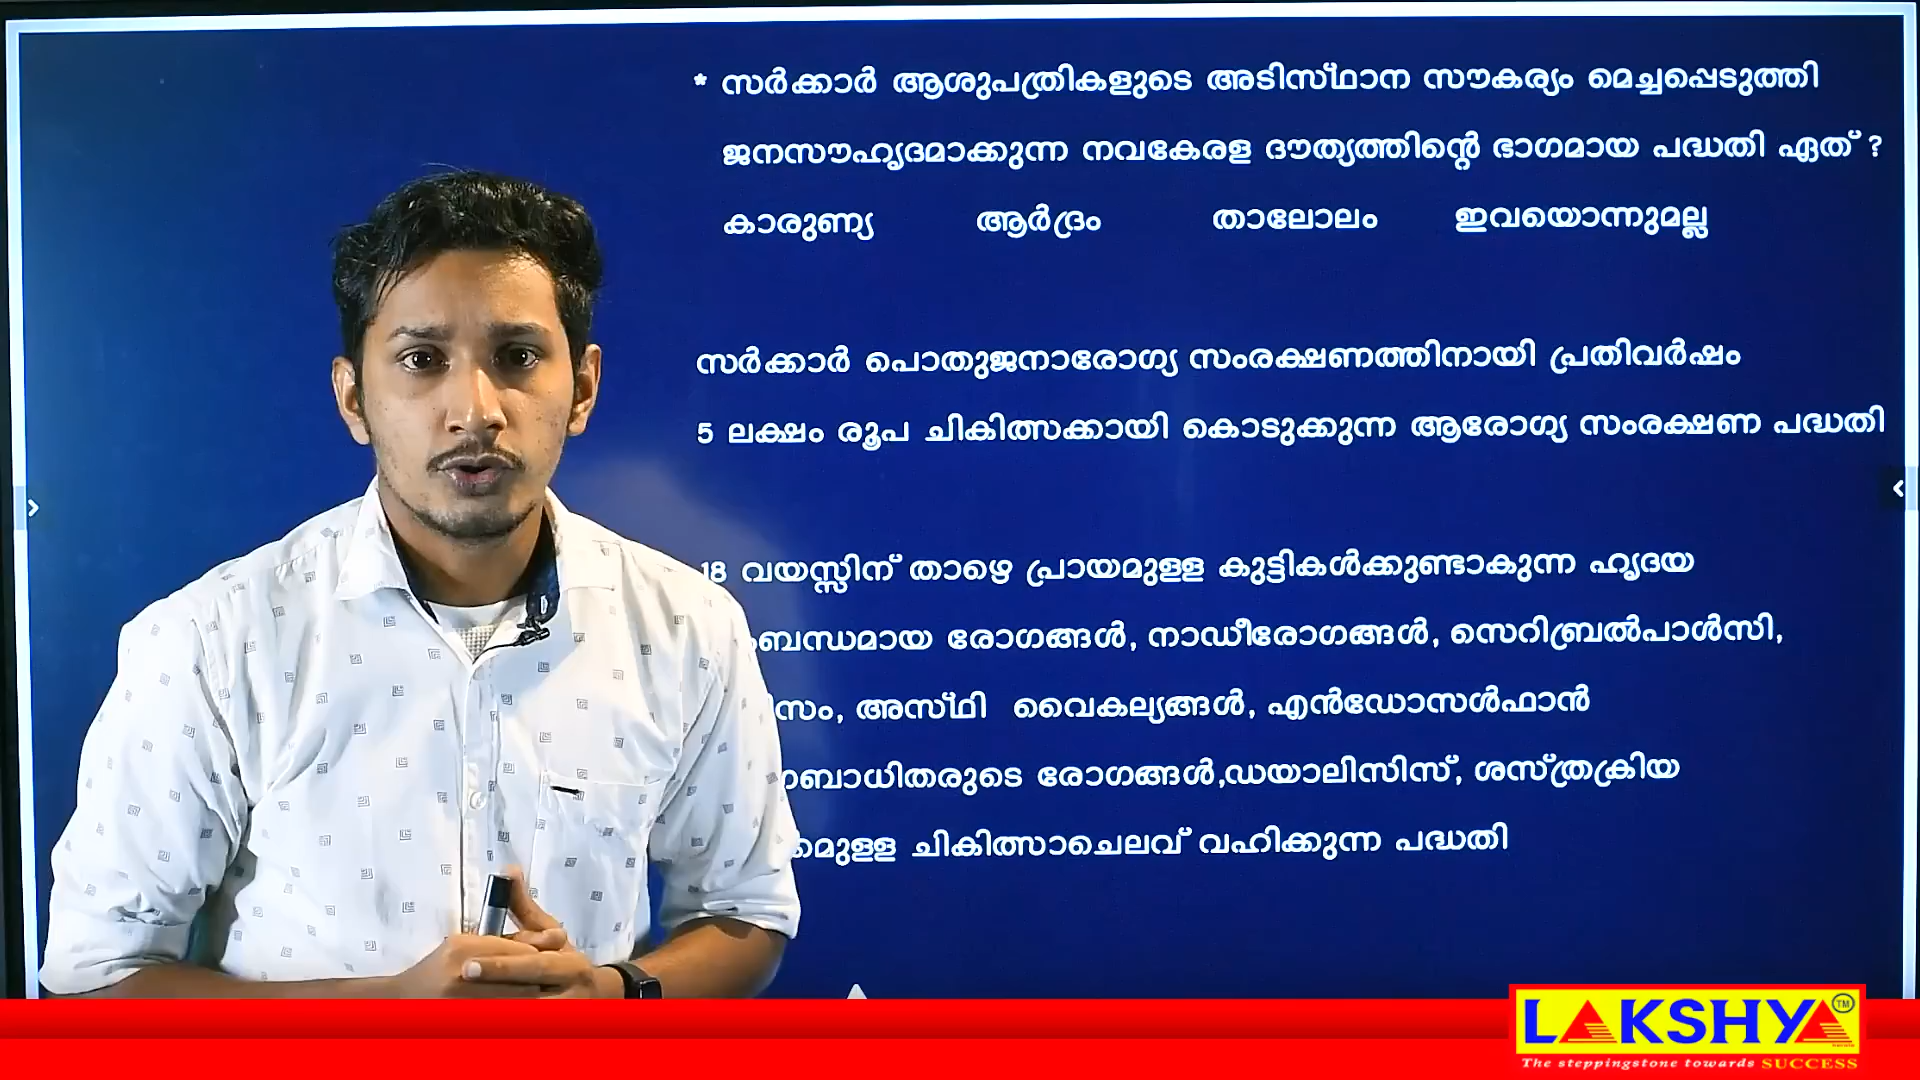 * സർക്കാർ ആശുപത്രികളുടെ അടിസ്ഥാന സൗകര്യം മെച്ചപ്പെടുത്തി
ജനസൗഹൃദമാക്കുന്ന നവകേരള ദൗത്യത്തിന്റെ ഭാഗമായ പദ്ധതി ഏത് ?
കാരുണ്യ ആർദ്രം താലോലം ഇവയൊന്നുമല്ല
സർക്കാർ പൊതുജനാരോഗ്യ സംരക്ഷണത്തിനായി പ്രതിവർഷം
5 ലക്ഷം രൂപ ചികിത്സക്കായി കൊടുക്കുന്ന ആരോഗ്യ സംരക്ഷണ പദ്ധതി
18 വയസ്സിന് താഴെ പ്രായമുള്ള കുട്ടികൾക്കുണ്ടാകുന്ന ഹൃദയ
ബന്ധമായ രോഗങ്ങൾ, നാഡീരോഗങ്ങൾ, സെറിബ്രൽപാൾസി,
സം, അസ്ഥി വൈകല്യങ്ങൾ, എൻഡോസൾഫാൻ
ബാധിതരുടെ രോഗങ്ങൾ,ഡയാലിസിസ്, ശസ്ത്രക്രിയ
മുള്ള ചികിത്സാചെലവ് വഹിക്കുന്ന പദ്ധതി
LAKSHYA TM
The steppingstone towards SUCCESS